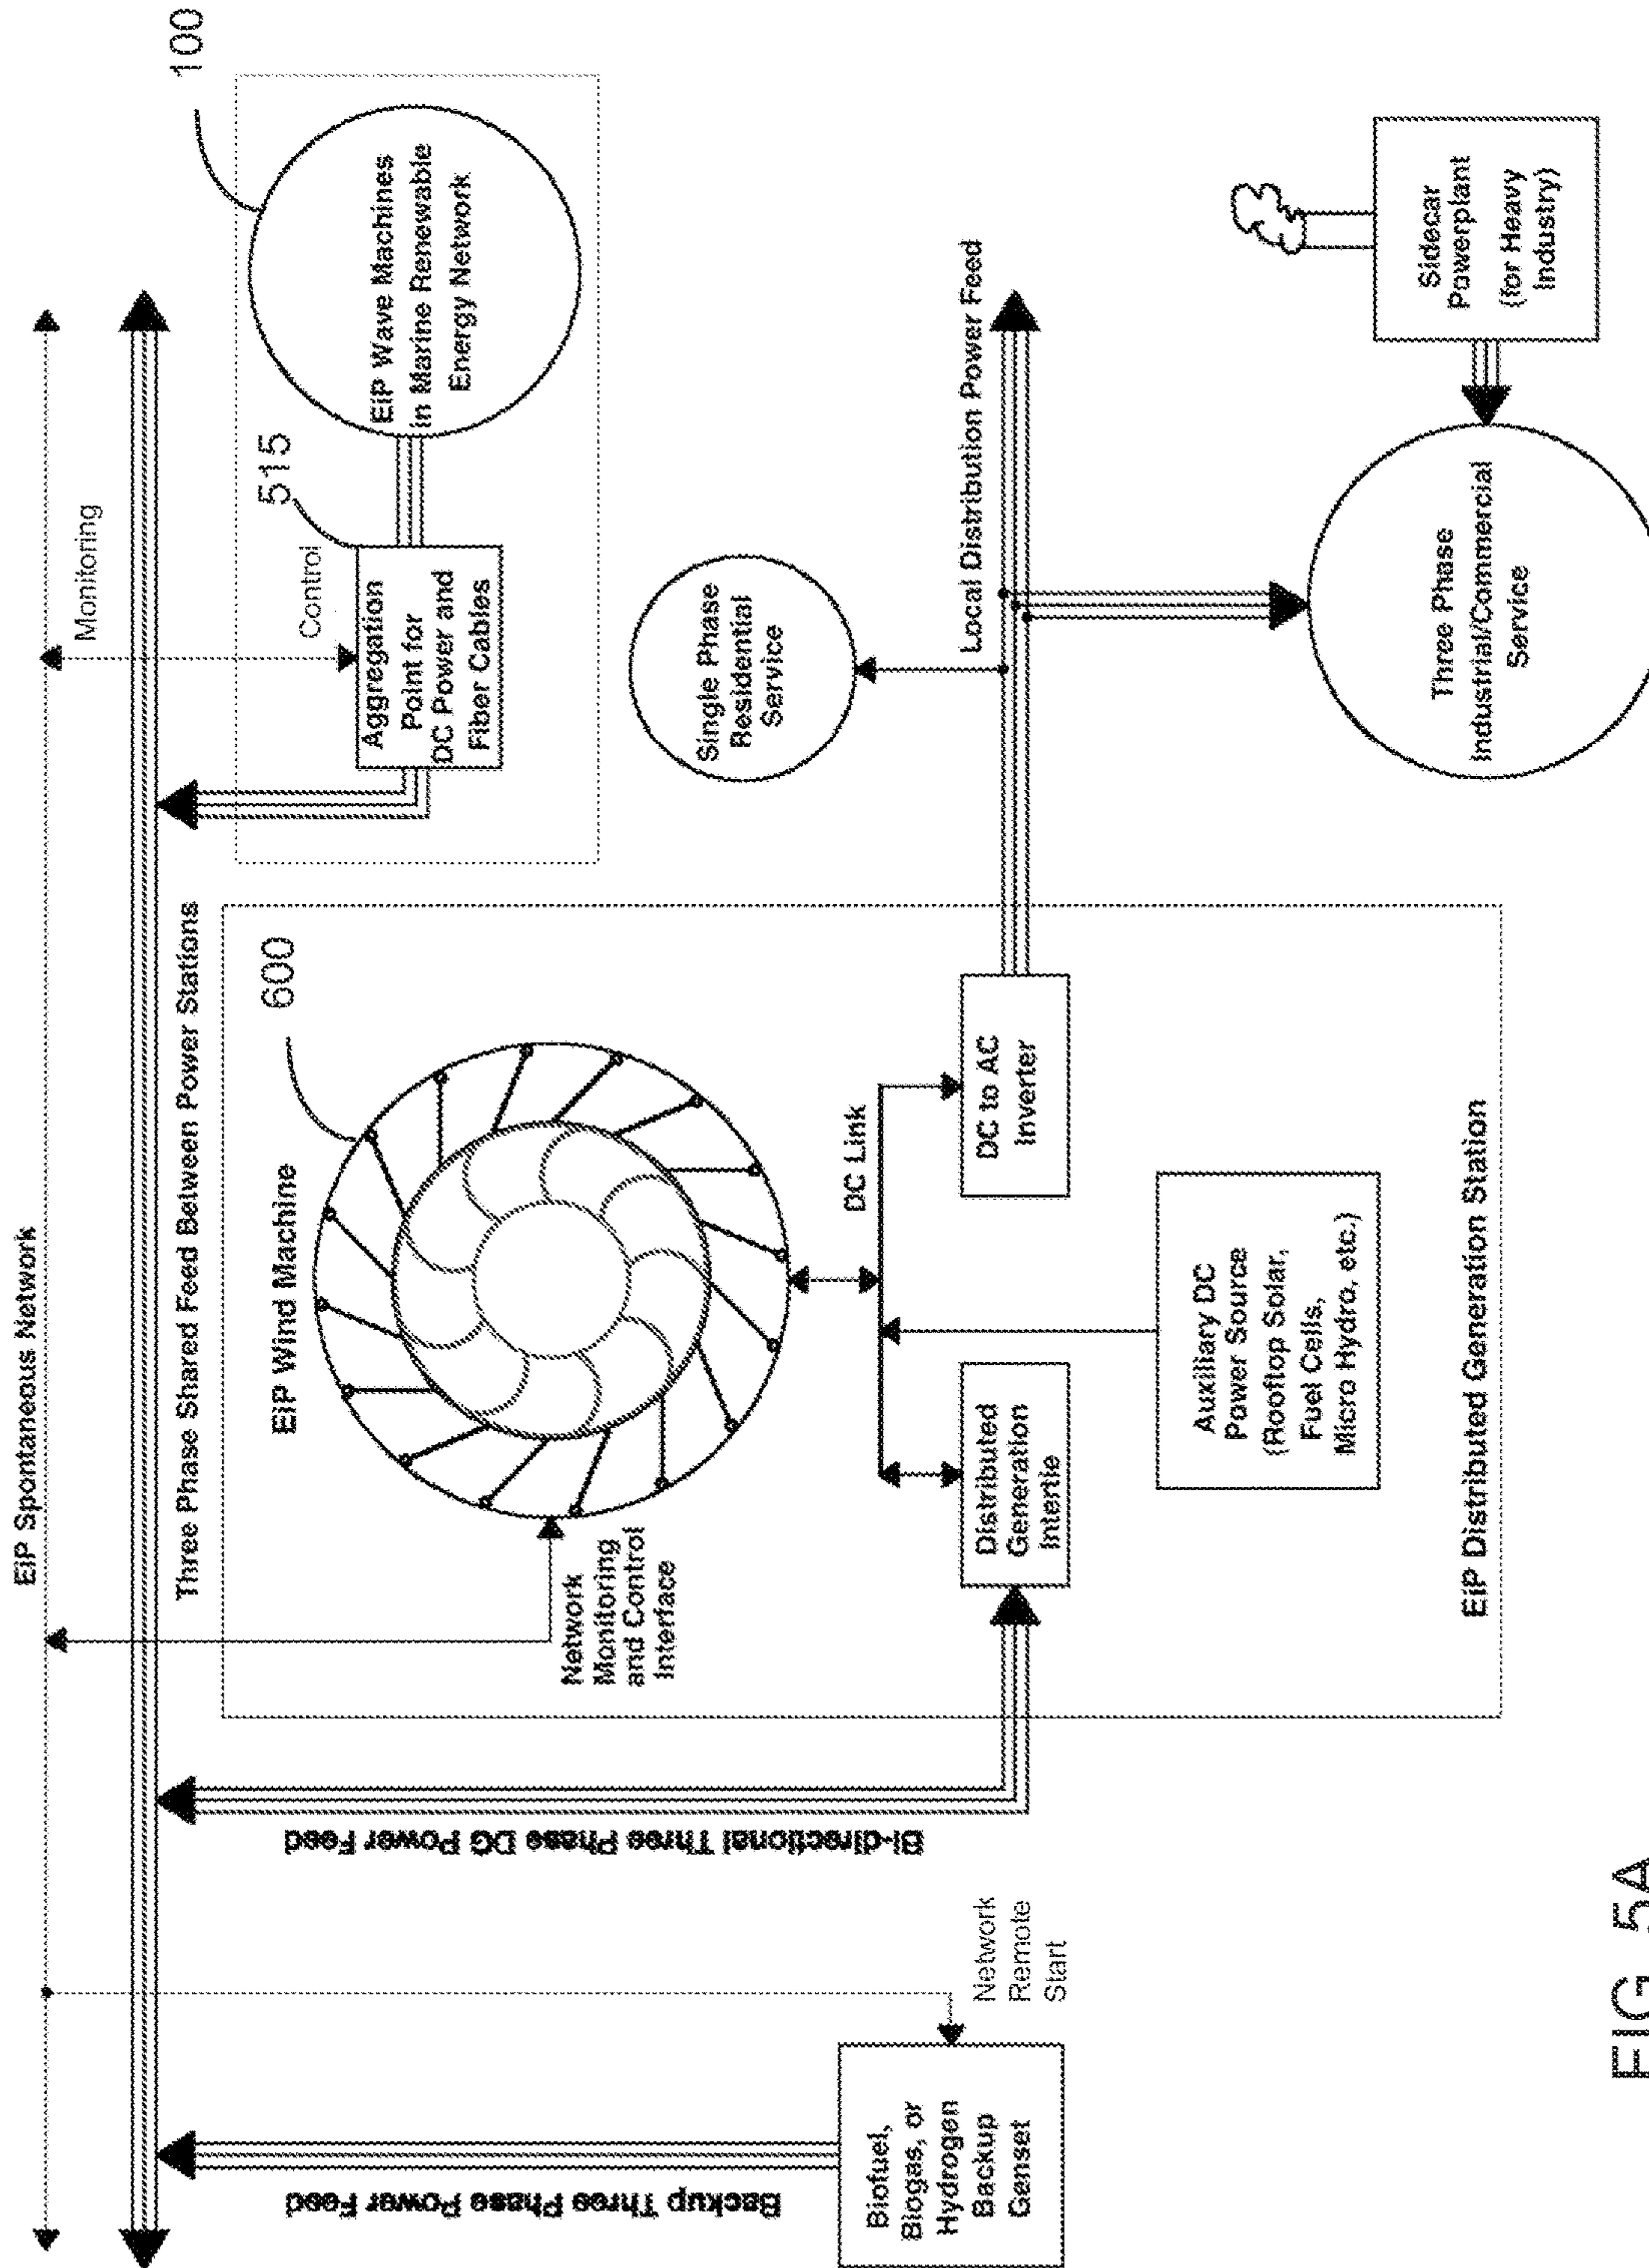 EiP Spontaneous Network
Monitoring
Three Phase Shared Feed Between Power Stations
100
515
Control
Aggregation
Point for
DC Power and
Fiber Cables
EiP Wave Machines
in Marine Renewable
Energy Network
Backup Three Phase Power Feed
Biofuel,
Biogas, or
Hydrogen
Backup
Genset
Network
Remote
Start
Bi-directional Three Phase DG Power Feed
EiP Wind Machine
600
Network
Monitoring
and Control
Interface
DC Link
Distributed
Generation
Intertie
DC to AC
Inverter
Auxiliary DC
Power Source
(Rooftop Solar,
Fuel Cells,
Micro Hydro, etc.)
EiP Distributed Generation Station
Single Phase
Residential
Service
Local Distribution Power Feed
Three Phase
Industrial/Commercial
Service
Sidecar
Powerplant
(for Heavy
Industry)
FIG. 5A